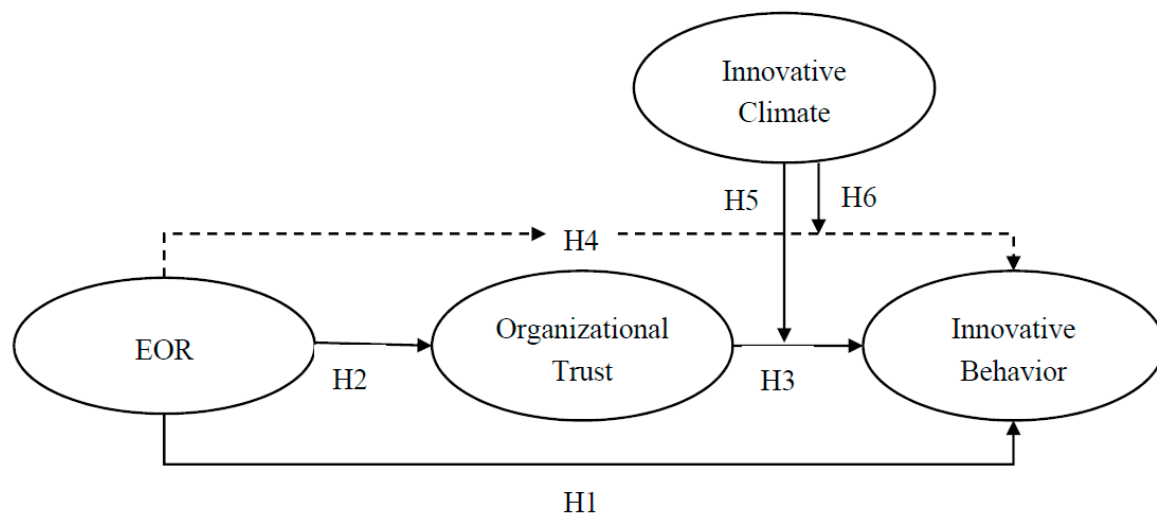 Innovative
Climate
H5
H6
H4
EOR
H2
Organizational
Trust
H3
Innovative
Behavior
H1